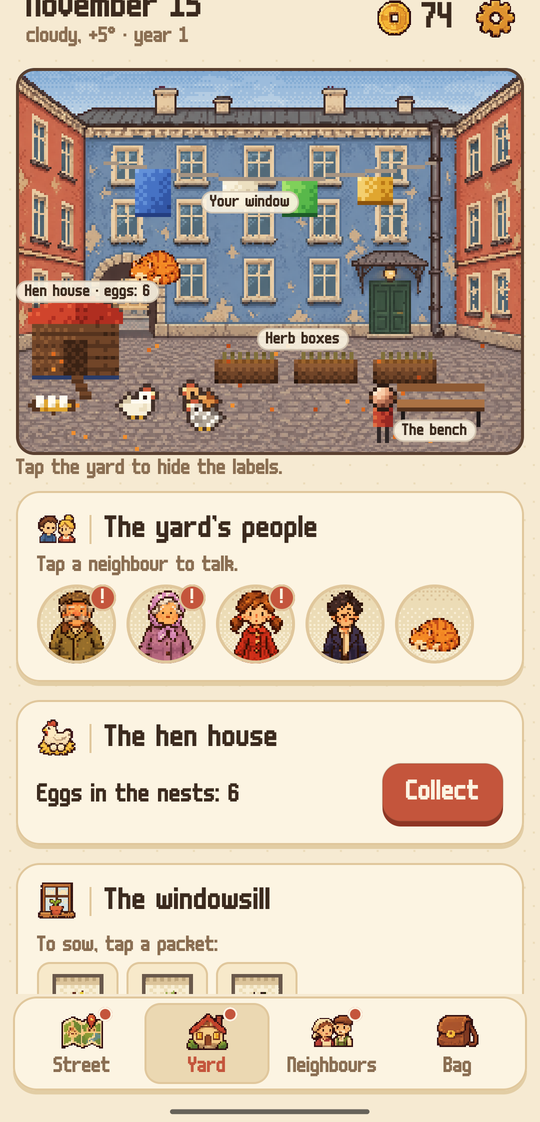 November 15
74
cloudy, +5° · year 1
Your window
Hen house · eggs: 6
Herb boxes
The bench
Tap the yard to hide the labels.
The yard's people
Tap a neighbour to talk.
! ! !
The hen house
Eggs in the nests: 6
Collect
The windowsill
To sow, tap a packet:
Street
Yard
Neighbours
Bag